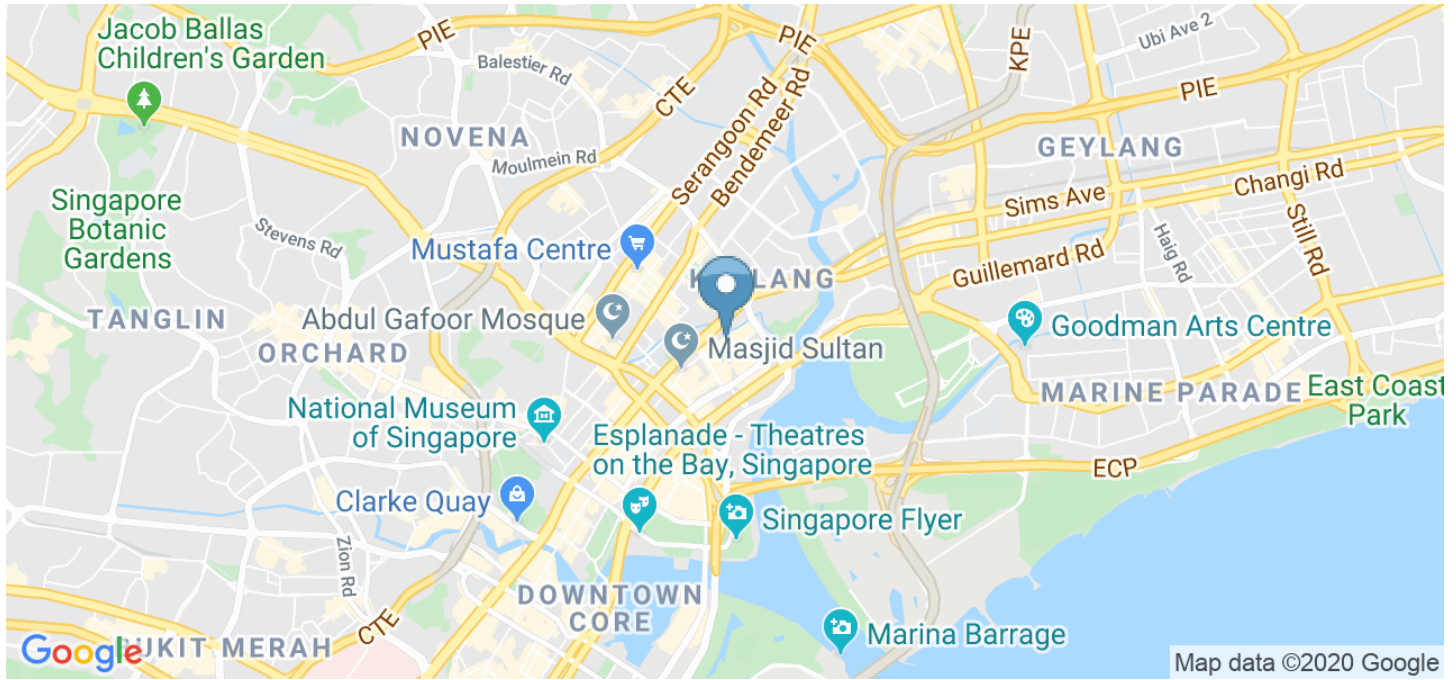 Jacob Ballas
Children's Garden
PIE
Balestier Rd
CTE
PIE
KPE
Ubi Ave 2
PIE
NOVENA
Moulmein Rd
Serangoon Rd
Bendemeer Rd
GEYLANG
Sims Ave
Changi Rd
Singapore
Botanic
Gardens
Stevens Rd
Mustafa Centre
Haig Rd
Still Rd
Guillemard Rd
TANGLIN
Abdul Gafoor Mosque
ORCHARD
Masjid Sultan
Goodman Arts Centre
MARINE PARADE
East Coast
Park
National Museum
of Singapore
Esplanade - Theatres
on the Bay, Singapore
ECP
Clarke Quay
Singapore Flyer
Zion Rd
DOWNTOWN
CORE
CTE
Marina Barrage
Google
Map data ©2020 Google